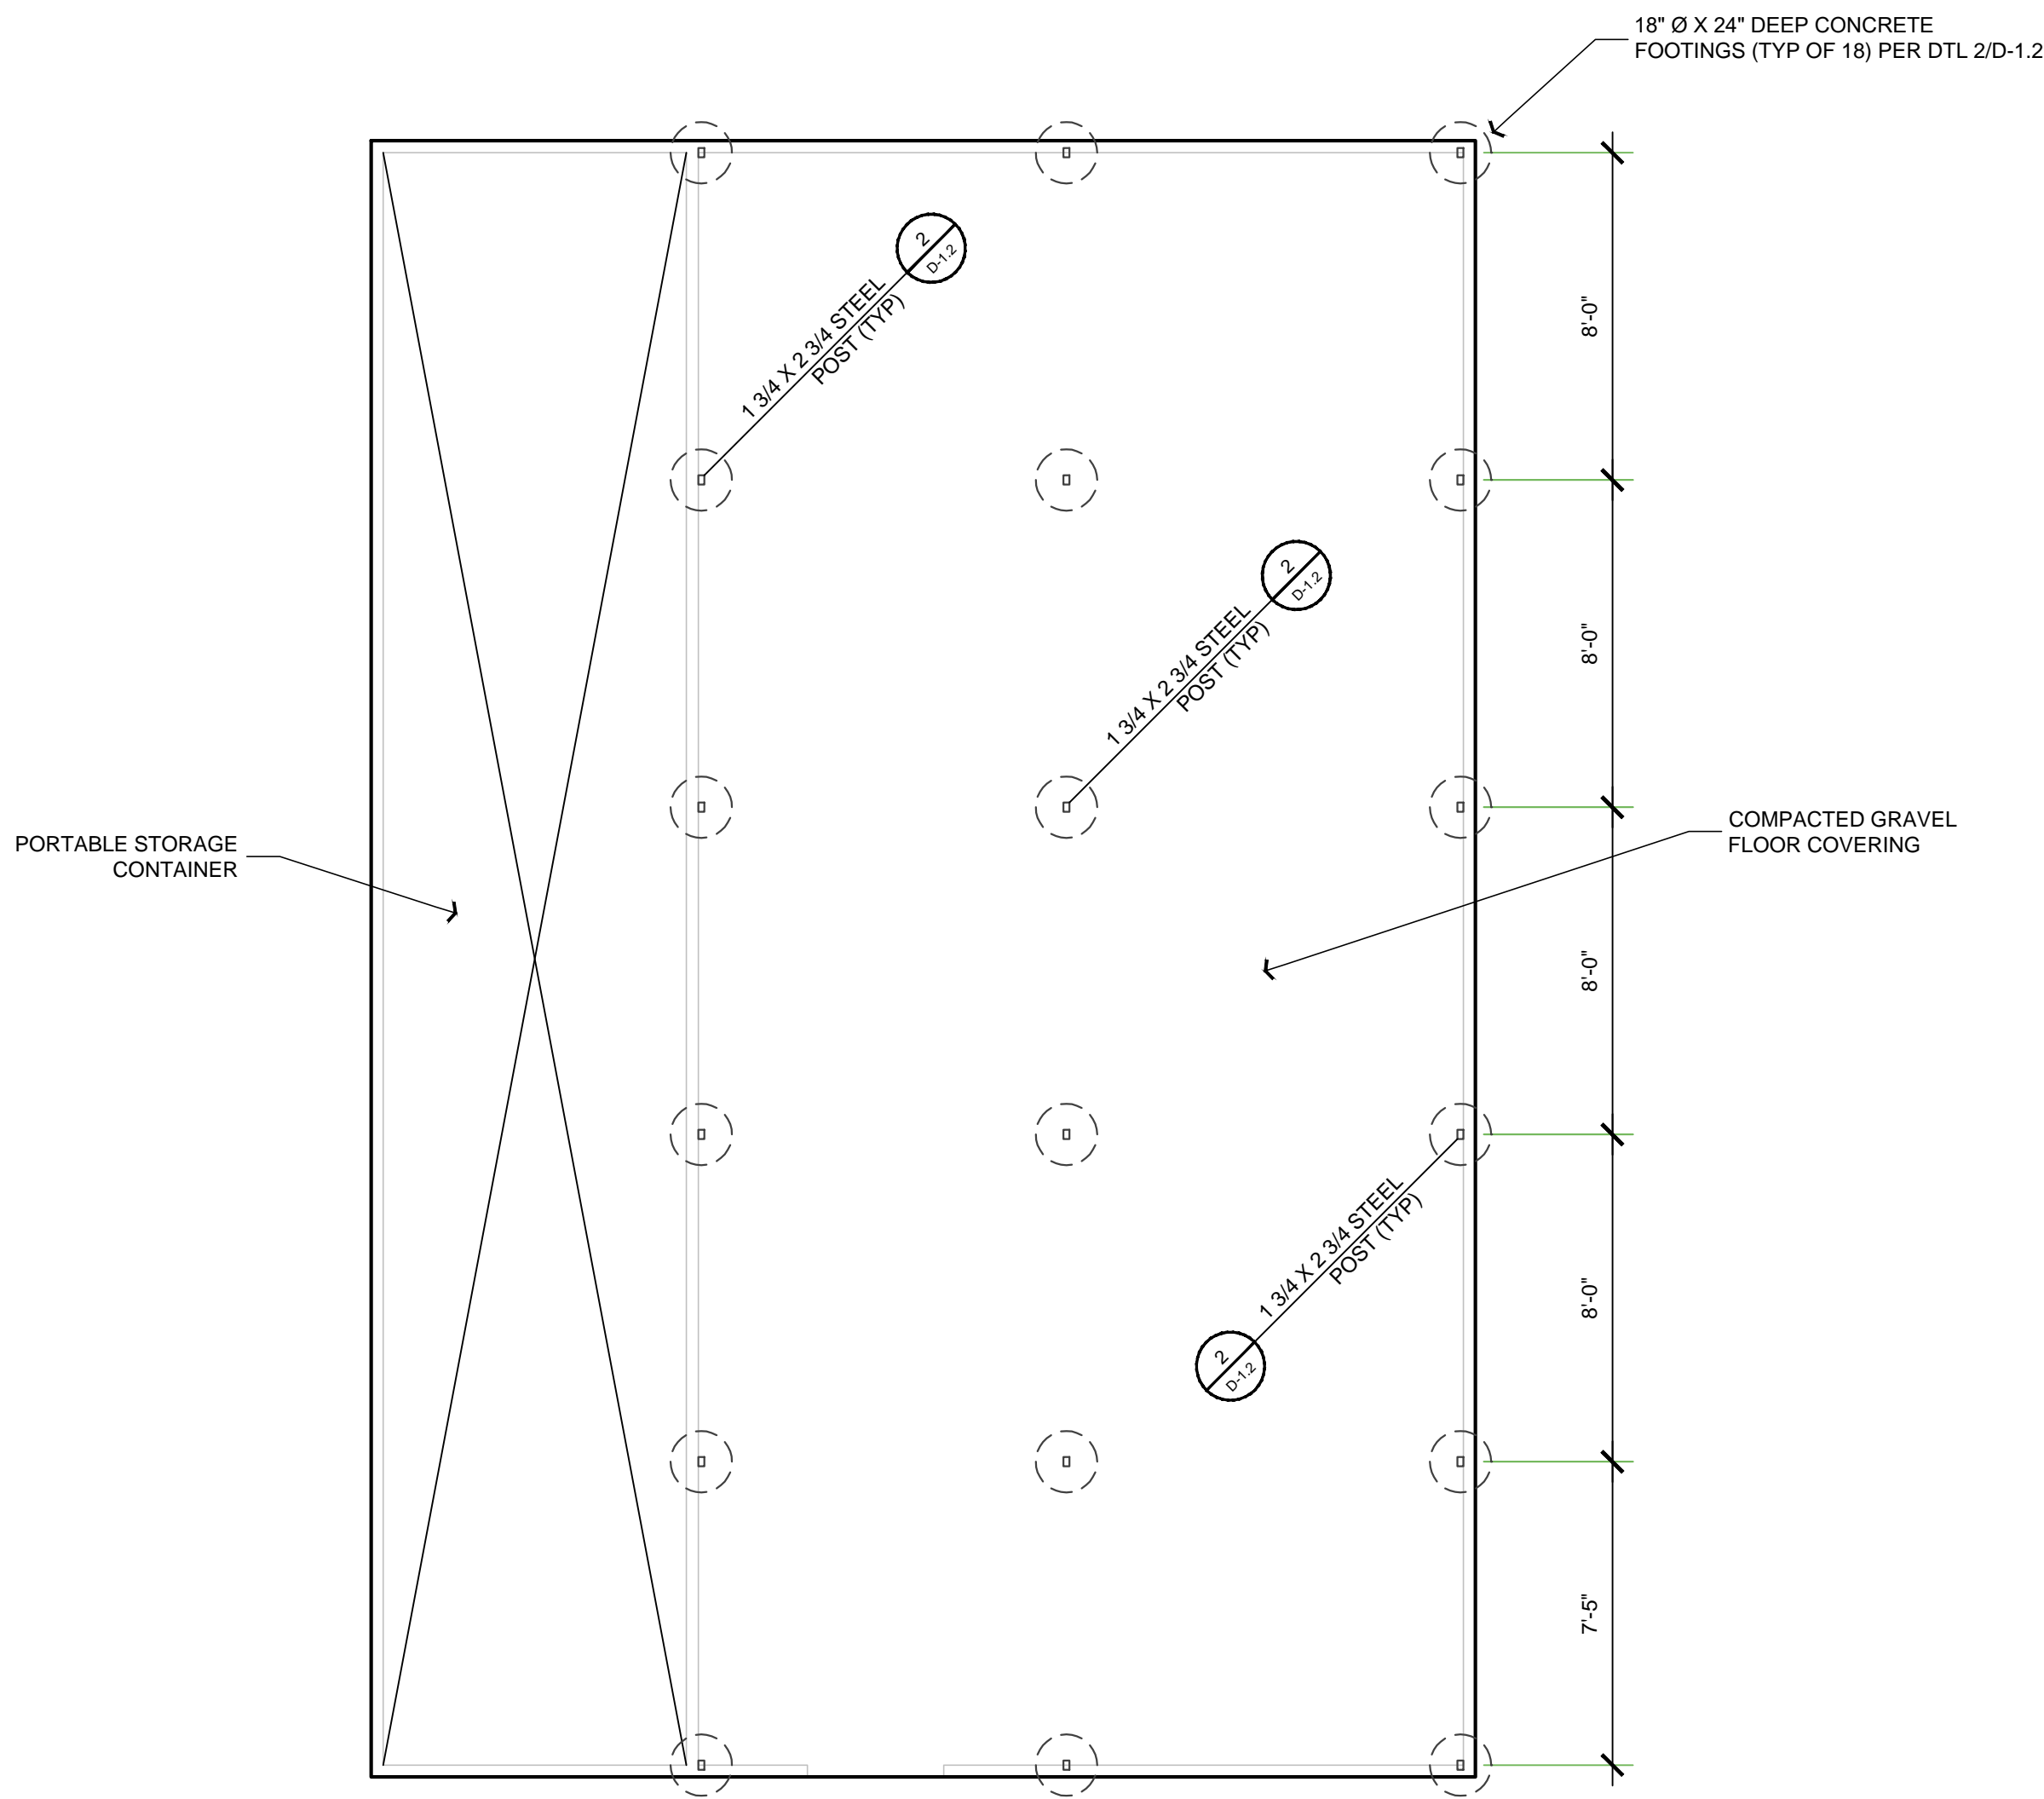 18" Ø X 24" DEEP CONCRETE
FOOTINGS (TYP OF 18) PER DTL 2/D-1.2
2
D-1.2
1 3/4 X 2 3/4 STEEL
POST (TYP)
8'-0"
2
D-1.2
1 3/4 X 2 3/4 STEEL
POST (TYP)
8'-0"
PORTABLE STORAGE
CONTAINER
COMPACTED GRAVEL
FLOOR COVERING
8'-0"
1 3/4 X 2 3/4 STEEL
POST (TYP)
2
D-1.2
8'-0"
7'-5"